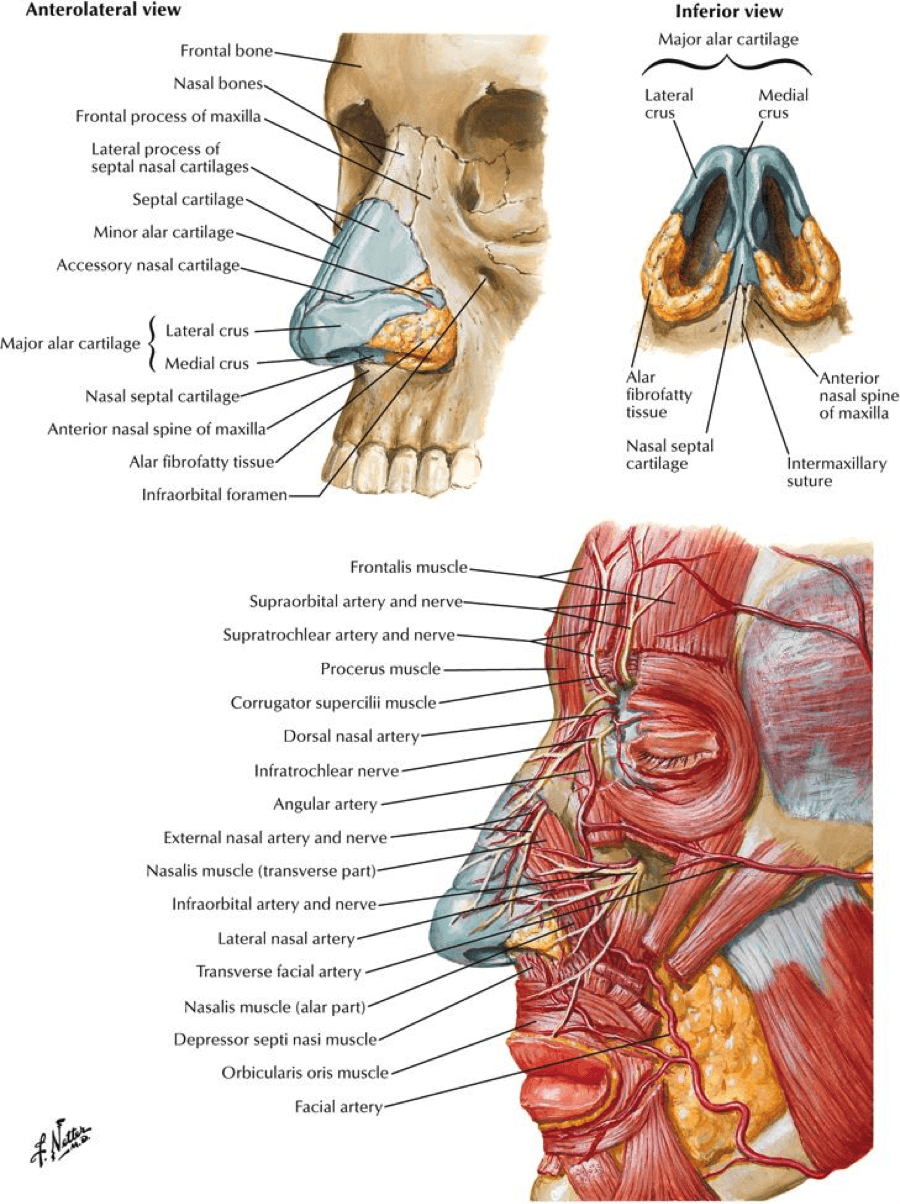 Anterolateral view
Frontal bone
Nasal bones
Frontal process of maxilla
Lateral process of
septal nasal cartilages
Septal cartilage
Minor alar cartilage
Accessory nasal cartilage
Major alar cartilage
Lateral crus
Medial crus
Nasal septal cartilage
Anterior nasal spine of maxilla
Alar fibrofatty tissue
Infraorbital foramen
Inferior view
Major alar cartilage
Lateral
crus
Medial
crus
Alar
fibrofatty
tissue
Nasal septal
cartilage
Anterior
nasal spine
of maxilla
Intermaxillary
suture
Frontalis muscle
Supraorbital artery and nerve
Supratrochlear artery and nerve
Procerus muscle
Corrugator supercilii muscle
Dorsal nasal artery
Infratrochlear nerve
Angular artery
External nasal artery and nerve
Nasalis muscle (transverse part)
Infraorbital artery and nerve
Lateral nasal artery
Transverse facial artery
Nasalis muscle (alar part)
Depressor septi nasi muscle
Orbicularis oris muscle
Facial artery
F. Netter
M.D.